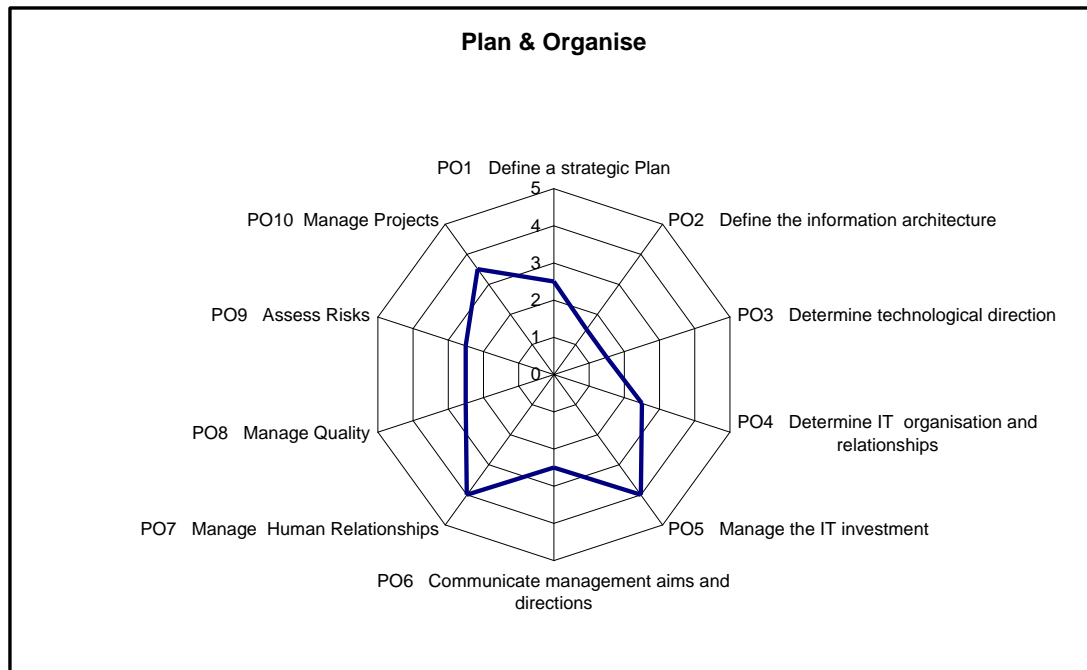 Plan & Organise
PO1 Define a strategic Plan
5
PO10 Manage Projects
PO2 Define the information architecture
4
3
PO9 Assess Risks
PO3 Determine technological direction
2
1
0
PO8 Manage Quality
PO4 Determine IT organisation and
relationships
PO7 Manage Human Relationships
PO5 Manage the IT investment
PO6 Communicate management aims and
directions